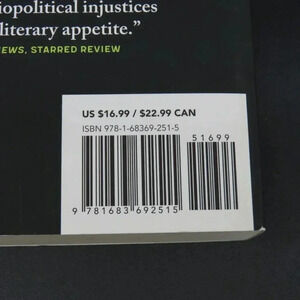 iopolitical injustices
literary appetite.”
EWS, STARRED REVIEW
US $16.99 / $22.99 CAN
ISBN 978-1-68369-251-5
51699
9 781683 692515